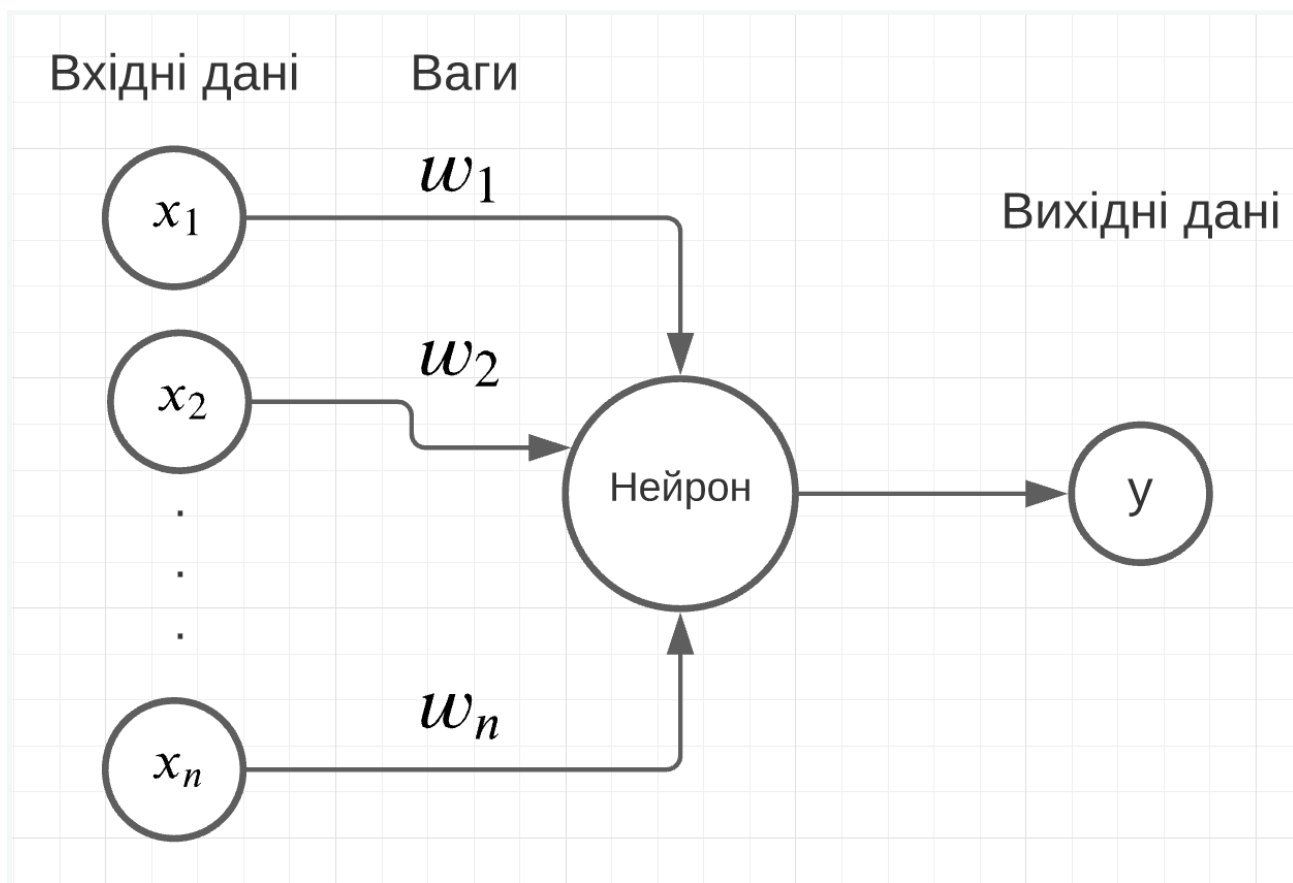 Вхідні дані
Ваги
w₁
x₁
Вихідні дані
w₂
x₂
Нейрон
y
.
.
.
wₙ
xₙ